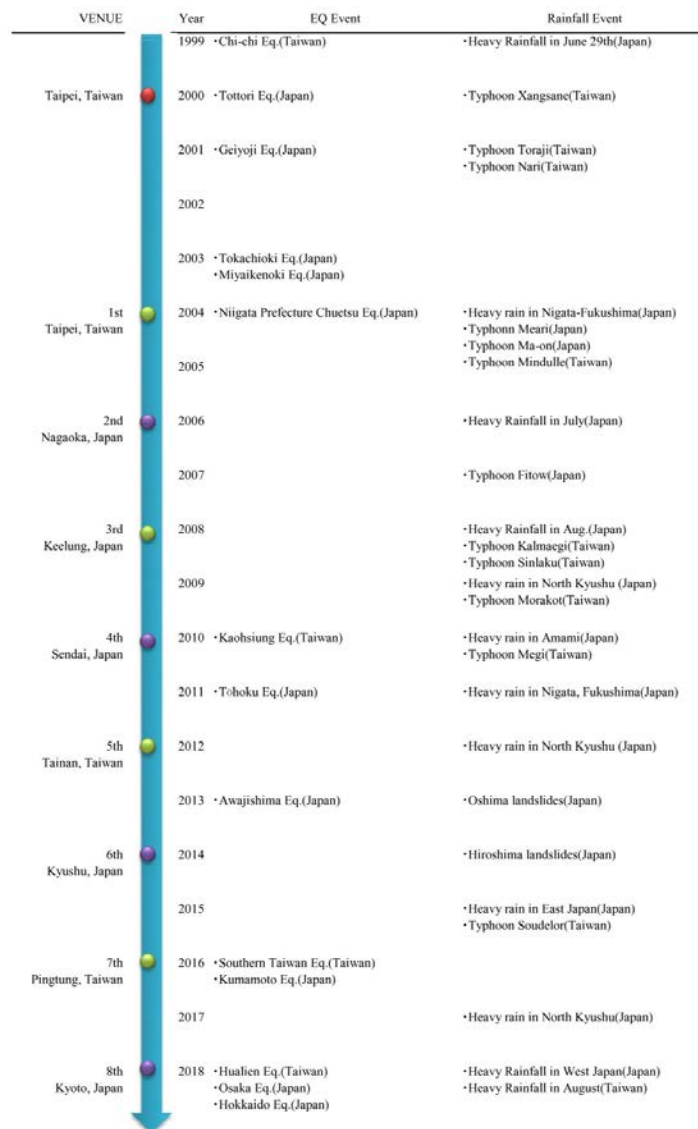 VENUE Year EQ Event Rainfall Event
1999 ・Chi-chi Eq.(Taiwan) ・Heavy Rainfall in June 29th(Japan)
Taipei, Taiwan 2000 ・Tottori Eq.(Japan) ・Typhoon Xangsane(Taiwan)
2001 ・Geiyoji Eq.(Japan) ・Typhoon Toraji(Taiwan)
・Typhoon Nari(Taiwan)
2002
2003 ・Tokachioki Eq.(Japan)
・Miyaikenoki Eq.(Japan)
1st 2004 ・Niigata Prefecture Chuetsu Eq.(Japan) ・Heavy rain in Nigata-Fukushima(Japan)
Taipei, Taiwan ・Typhonn Meari(Japan)
・Typhoon Ma-on(Japan)
2005 ・Typhoon Mindulle(Taiwan)
2nd 2006 ・Heavy Rainfall in July(Japan)
Nagaoka, Japan
2007 ・Typhoon Fitow(Japan)
3rd 2008 ・Heavy Rainfall in Aug.(Japan)
Keelung, Japan ・Typhoon Kalmaegi(Taiwan)
・Typhoon Sinlaku(Taiwan)
2009 ・Heavy rain in North Kyushu (Japan)
・Typhoon Morakot(Taiwan)
4th 2010 ・Kaohsiung Eq.(Taiwan) ・Heavy rain in Amami(Japan)
Sendai, Japan ・Typhoon Megi(Taiwan)
2011 ・Tohoku Eq.(Japan) ・Heavy rain in Nigata, Fukushima(Japan)
5th 2012 ・Heavy rain in North Kyushu (Japan)
Tainan, Taiwan
2013 ・Awajishima Eq.(Japan) ・Oshima landslides(Japan)
6th 2014 ・Hiroshima landslides(Japan)
Kyushu, Japan
2015 ・Heavy rain in East Japan(Japan)
・Typhoon Soudelor(Taiwan)
7th 2016 ・Southern Taiwan Eq.(Taiwan)
Pingtung, Taiwan ・Kumamoto Eq.(Japan)
2017 ・Heavy rain in North Kyushu(Japan)
8th 2018 ・Hualien Eq.(Taiwan) ・Heavy Rainfall in West Japan(Japan)
Kyoto, Japan ・Osaka Eq.(Japan) ・Heavy Rainfall in August(Taiwan)
・Hokkaido Eq.(Japan)